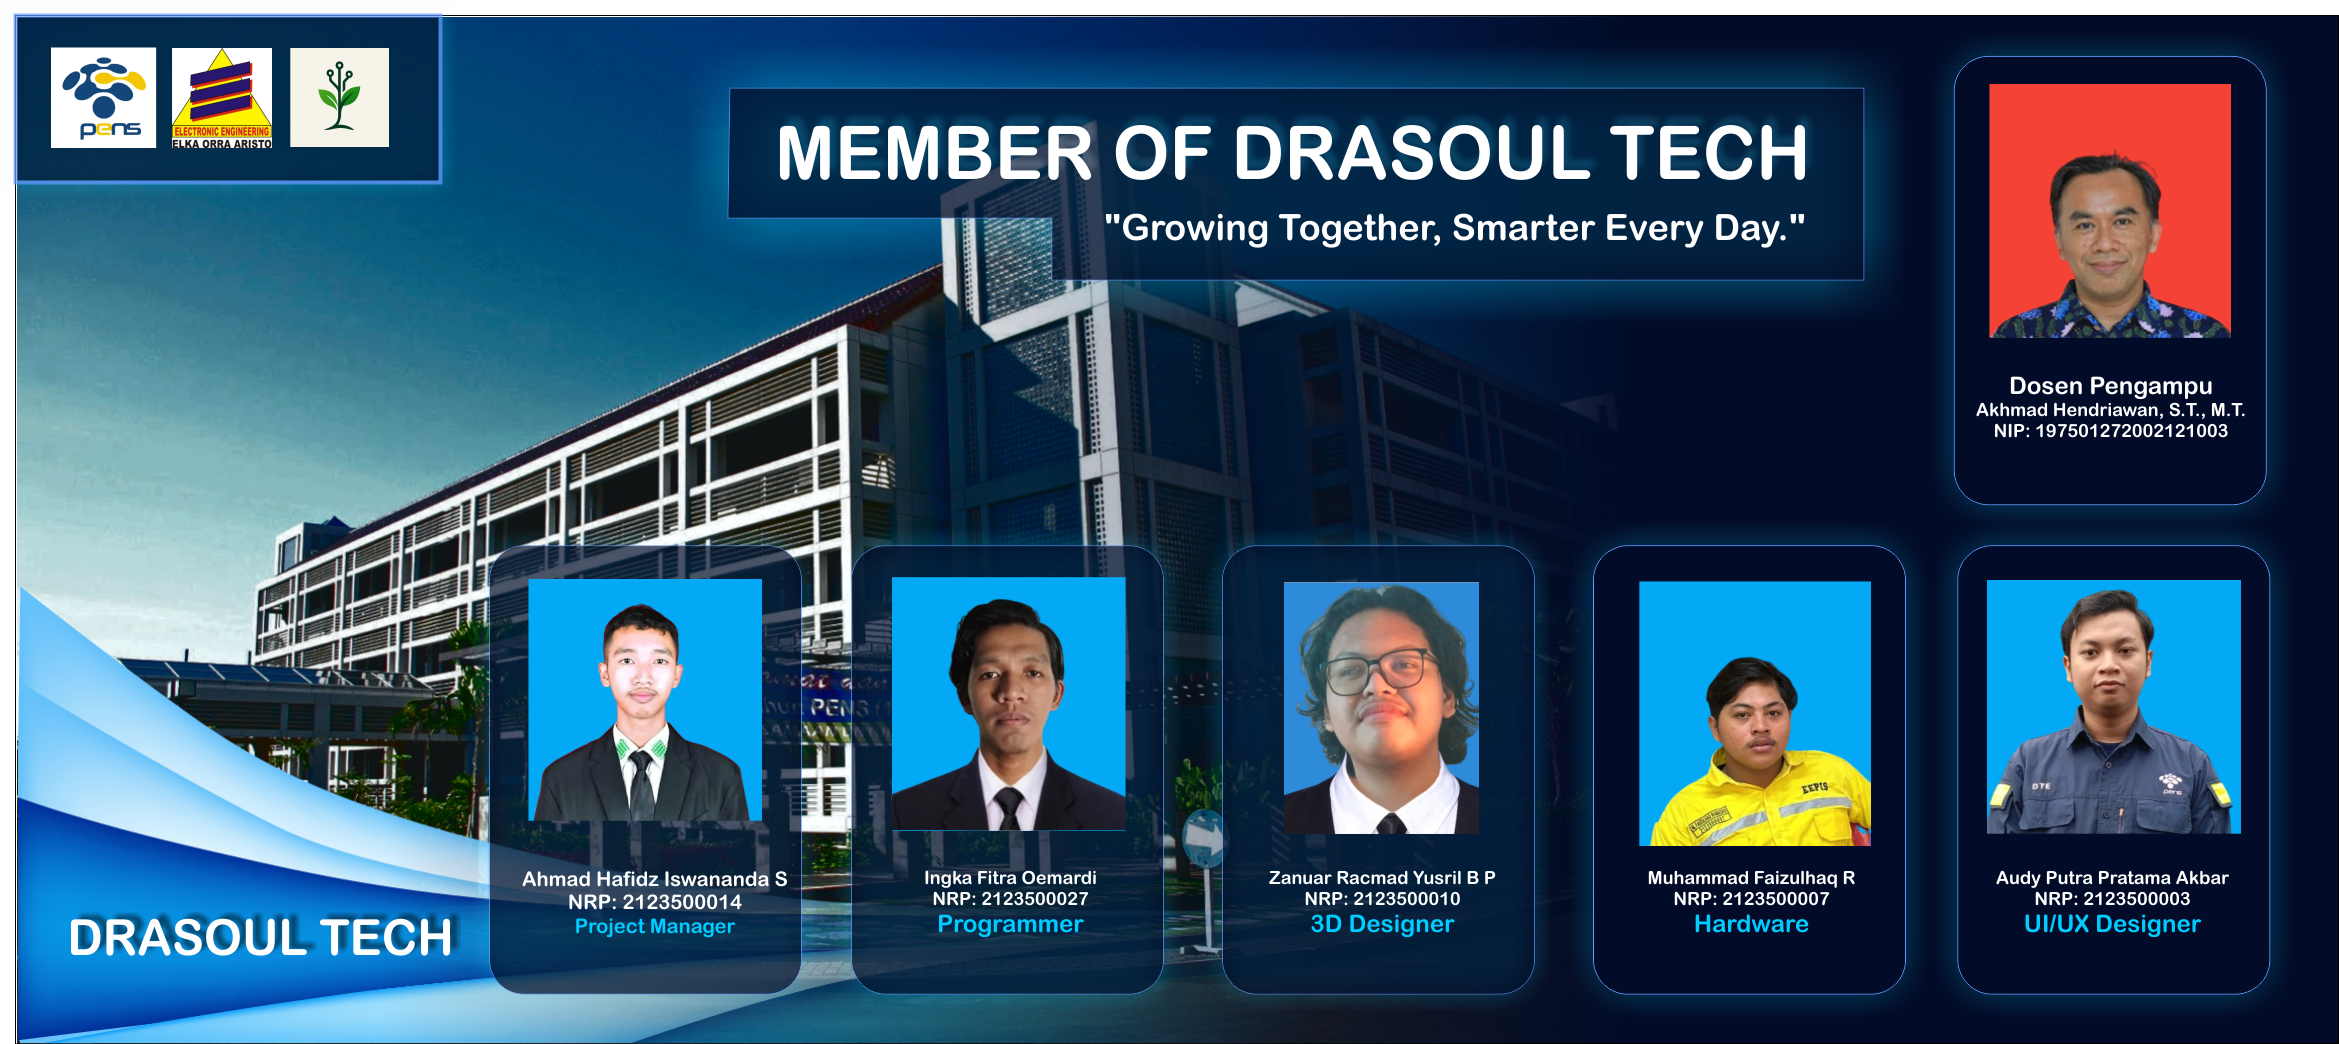 pens
ELECTRONIC ENGINEERING
ELKA ORRA ARISTO
MEMBER OF DRASOUL TECH
"Growing Together, Smarter Every Day."
Dosen Pengampu
Akhmad Hendriawan, S.T., M.T.
NIP: 197501272002121003
PENS
EEPIS
DTE
pens
Ahmad Hafidz Iswananda S
NRP: 2123500014
Project Manager
Ingka Fitra Oemardi
NRP: 2123500027
Programmer
Zanuar Racmad Yusril B P
NRP: 2123500010
3D Designer
Muhammad Faizulhaq R
NRP: 2123500007
Hardware
Audy Putra Pratama Akbar
NRP: 2123500003
UI/UX Designer
DRASOUL TECH